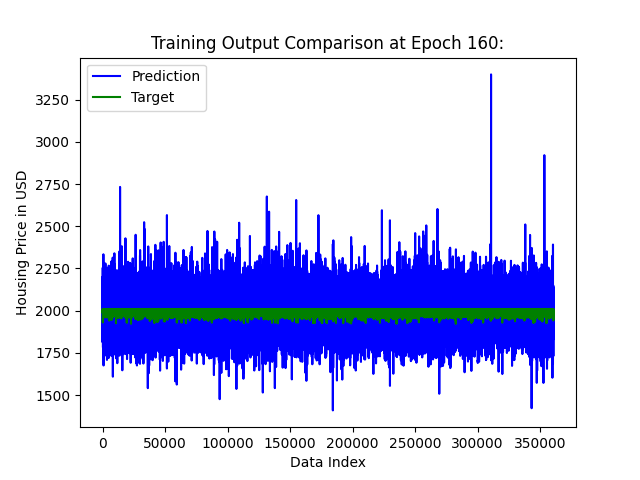 Training Output Comparison at Epoch 160:
Prediction
Target
3250
3000
2750
2500
2250
2000
1750
1500
Housing Price in USD
0 50000 100000 150000 200000 250000 300000 350000
Data Index